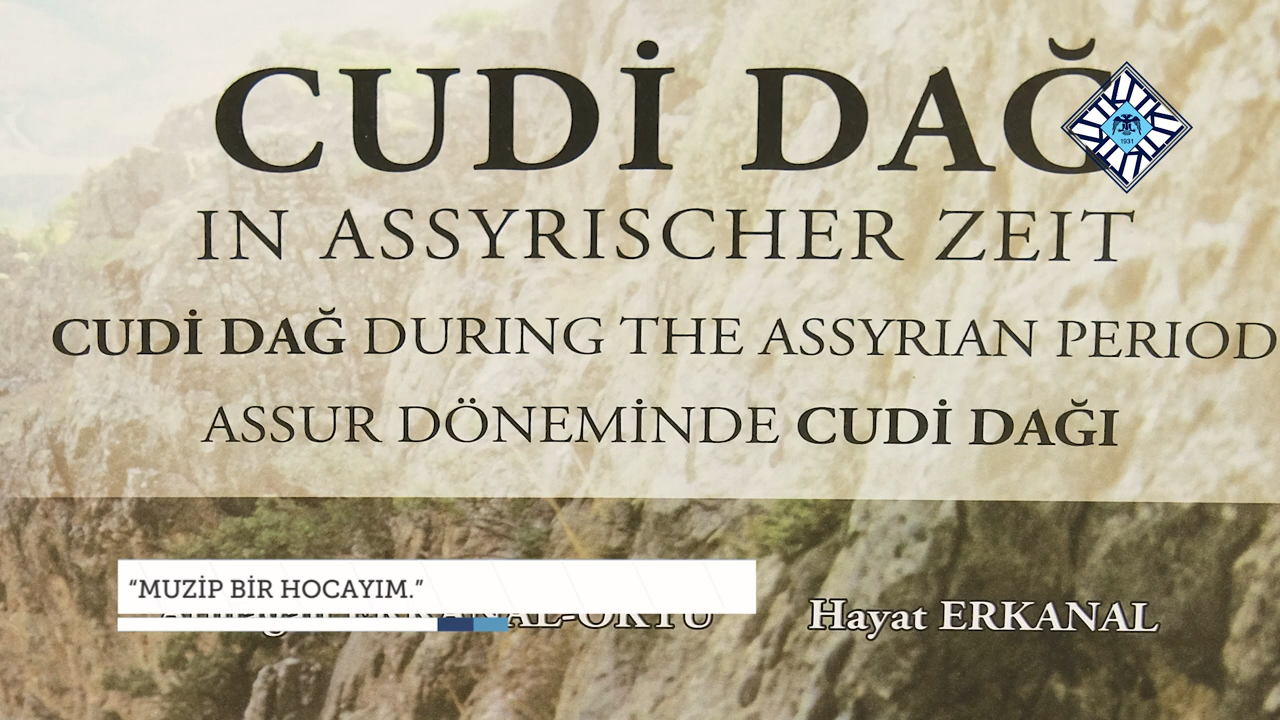 CUDİ DAĞ
IN ASSYRISCHER ZEIT
CUDİ DAĞ DURING THE ASSYRIAN PERIOD
ASSUR DÖNEMİNDE CUDİ DAĞI
“MUZİP BİR HOCAYIM.”
Hayat ERKANAL
1931